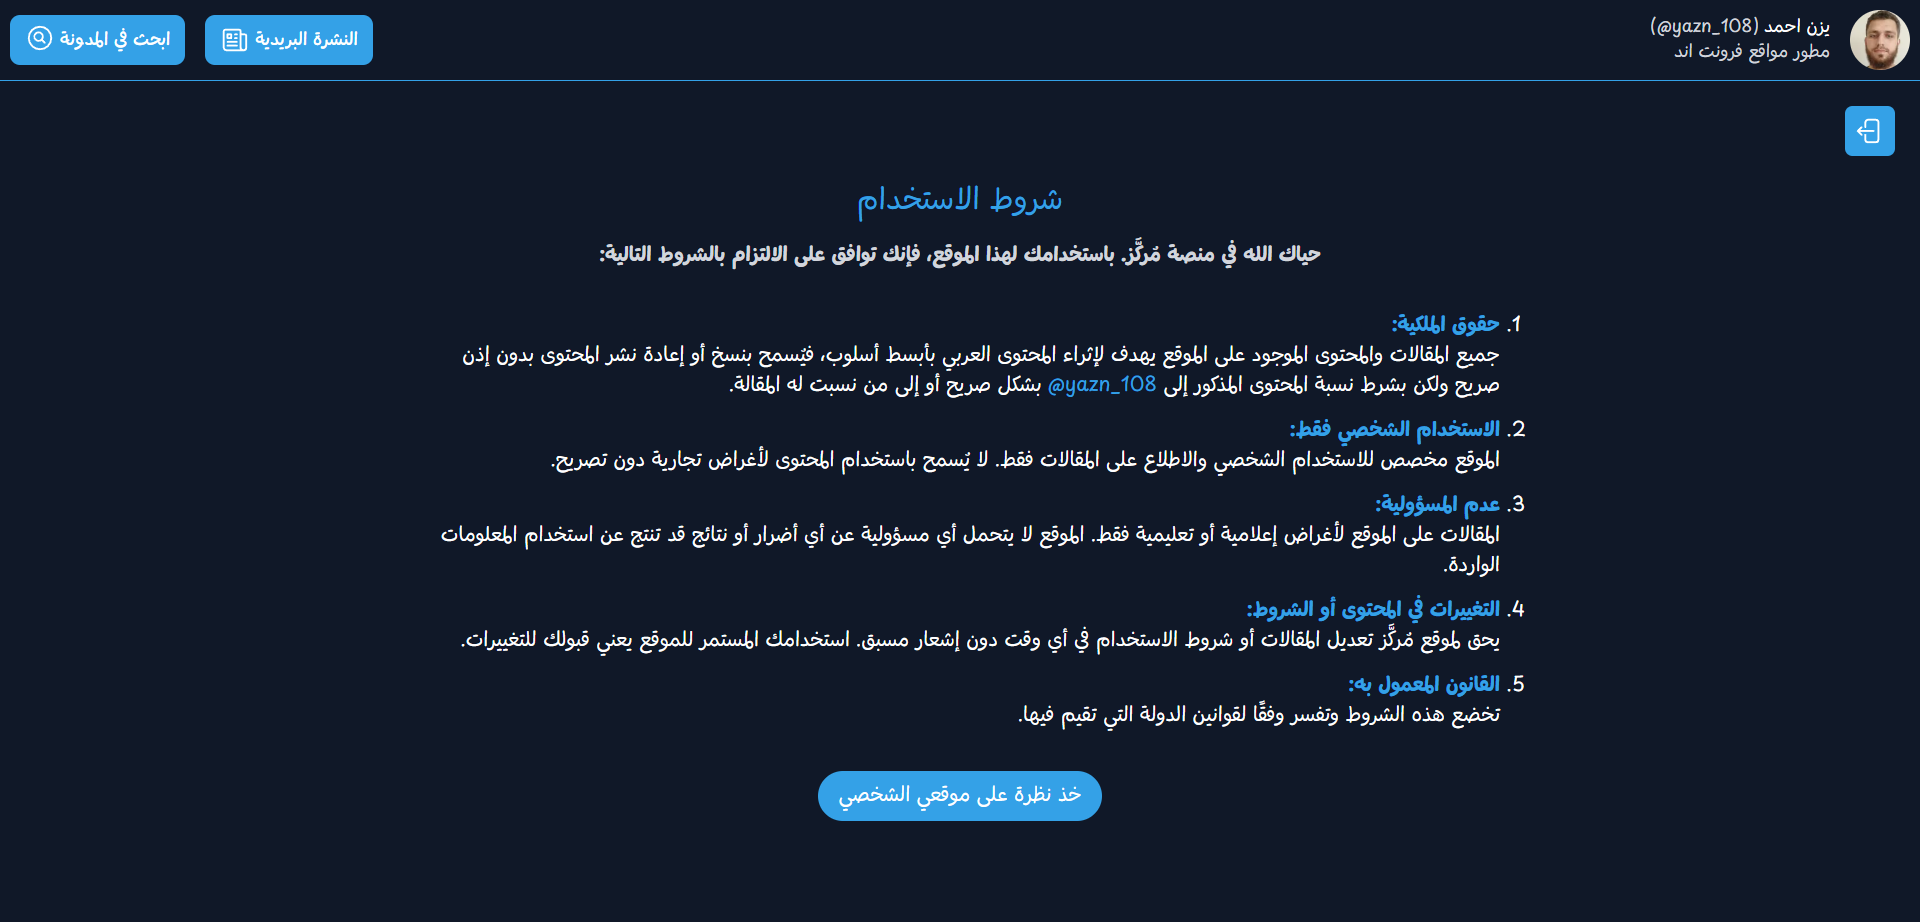 يزن احمد (@yazn_108)
مطور مواقع فرونت اند
النشرة البريدية
ابحث في المدونة
شروط الاستخدام
حياك الله في منصة مُركَّز. باستخدامك لهذا الموقع، فإنك توافق على الالتزام بالشروط التالية:
1. حقوق الملكية:
جميع المقالات والمحتوى الموجود على الموقع يهدف لإثراء المحتوى العربي بأبسط أسلوب، فيُسمح بنسخ أو إعادة نشر المحتوى بدون إذن
صريح ولكن بشرط نسبة المحتوى المذكور إلى @yazn_108 بشكل صريح أو إلى من نسبت له المقالة.
2. الاستخدام الشخصي فقط:
الموقع مخصص للاستخدام الشخصي والاطلاع على المقالات فقط. لا يُسمح باستخدام المحتوى لأغراض تجارية دون تصريح.
3. عدم المسؤولية:
المقالات على الموقع لأغراض إعلامية أو تعليمية فقط. الموقع لا يتحمل أي مسؤولية عن أي أضرار أو نتائج قد تنتج عن استخدام المعلومات
الواردة.
4. التغييرات في المحتوى أو الشروط:
يحق لموقع مُركَّز تعديل المقالات أو شروط الاستخدام في أي وقت دون إشعار مسبق. استخدامك المستمر للموقع يعني قبولك للتغييرات.
5. القانون المعمول به:
تخضع هذه الشروط وتفسر وفقًا لقوانين الدولة التي تقيم فيها.
خذ نظرة على موقعي الشخصي